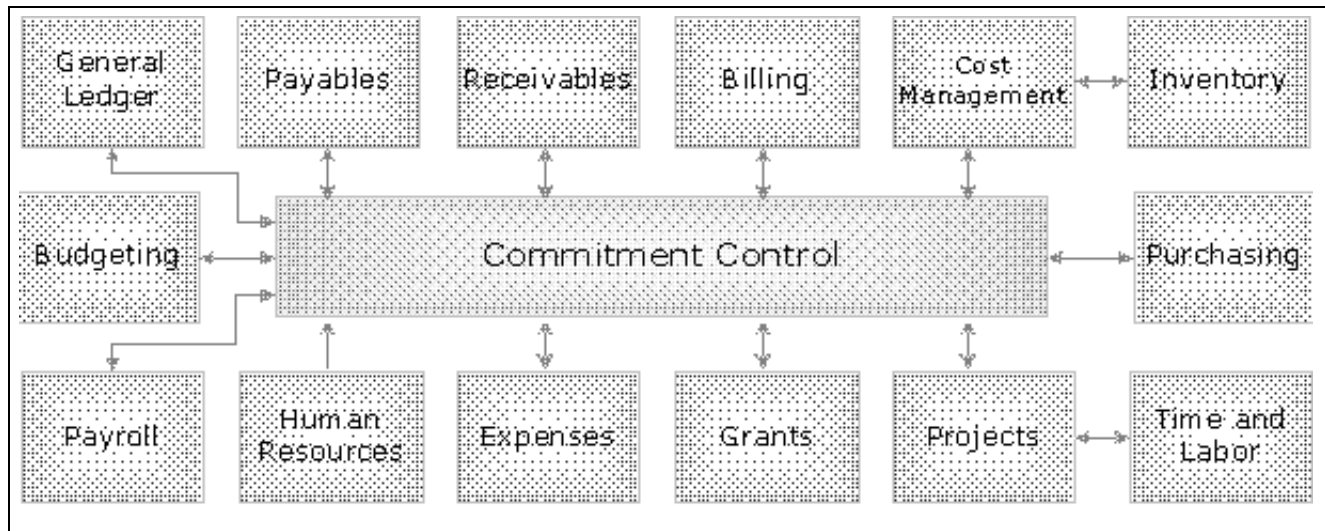 General
Ledger
Payables
Receivables
Billing
Cost
Management
Inventory
Budgeting
Commitment Control
Purchasing
Payroll
Human
Resources
Expenses
Grants
Projects
Time and
Labor